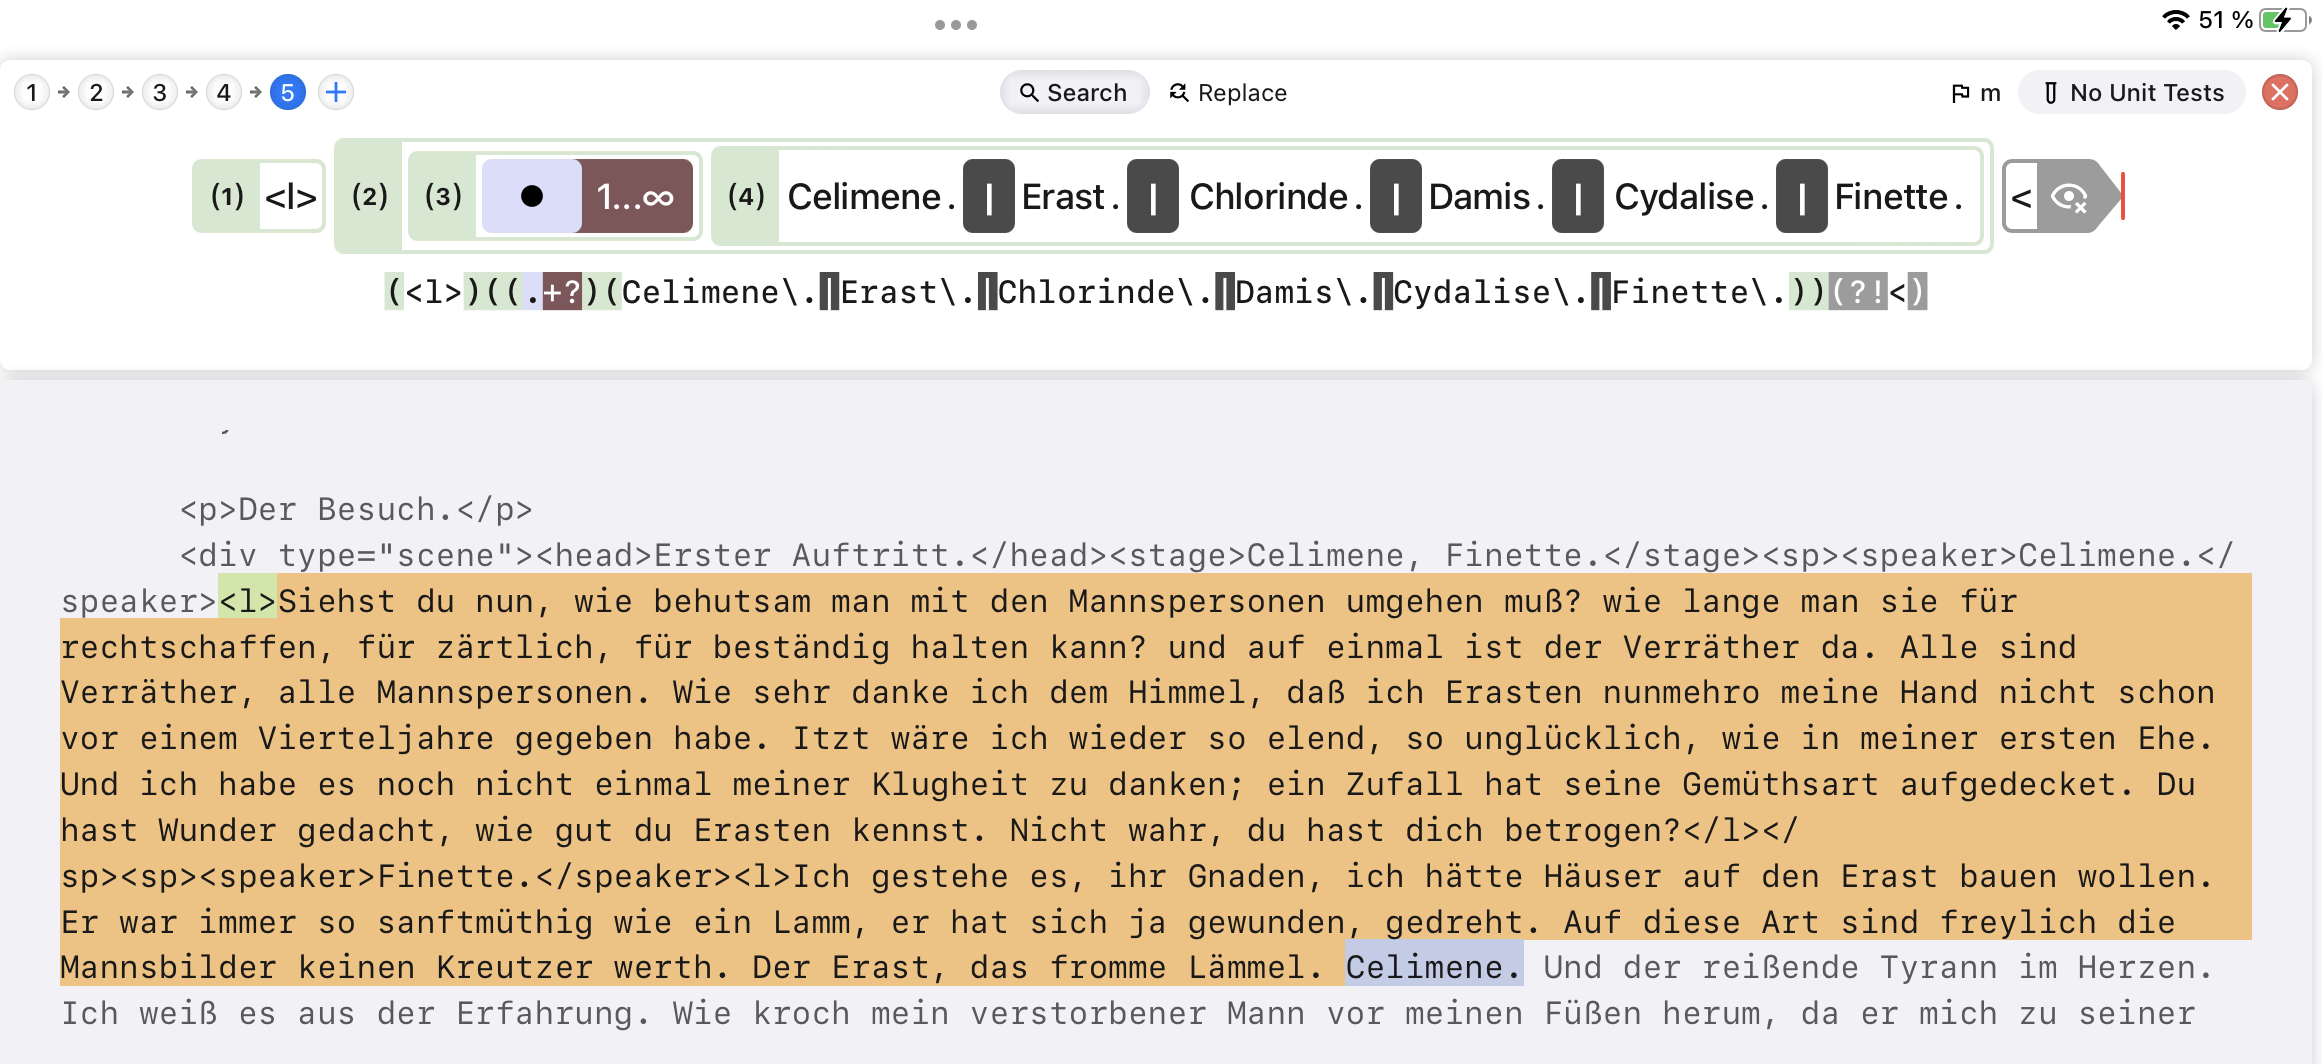 51 %
1 2 3 4 5 + Search Replace m No Unit Tests
(1) <l> (2) (3) • 1...∞ (4) Celimene. | Erast. | Chlorinde. | Damis. | Cydalise. | Finette. <
(<l>)((.+?)(Celimene\.|Erast\.|Chlorinde\.|Damis\.|Cydalise\.|Finette\.))(?!<)
<p>Der Besuch.</p>
<div type="scene"><head>Erster Auftritt.</head><stage>Celimene, Finette.</stage><sp><speaker>Celimene.</
speaker><l>Siehst du nun, wie behutsam man mit den Mannspersonen umgehen muß? wie lange man sie für
rechtschaffen, für zärtlich, für beständig halten kann? und auf einmal ist der Verräther da. Alle sind
Verräther, alle Mannspersonen. Wie sehr danke ich dem Himmel, daß ich Erasten nunmehro meine Hand nicht schon
vor einem Vierteljahre gegeben habe. Itzt wäre ich wieder so elend, so unglücklich, wie in meiner ersten Ehe.
Und ich habe es noch nicht einmal meiner Klugheit zu danken; ein Zufall hat seine Gemüthsart aufgedecket. Du
hast Wunder gedacht, wie gut du Erasten kennst. Nicht wahr, du hast dich betrogen?</l></
sp><sp><speaker>Finette.</speaker><l>Ich gestehe es, ihr Gnaden, ich hätte Häuser auf den Erast bauen wollen.
Er war immer so sanftmüthig wie ein Lamm, er hat sich ja gewunden, gedreht. Auf diese Art sind freylich die
Mannsbilder keinen Kreutzer werth. Der Erast, das fromme Lämmel. Celimene. Und der reißende Tyrann im Herzen.
Ich weiß es aus der Erfahrung. Wie kroch mein verstorbener Mann vor meinen Füßen herum, da er mich zu seiner